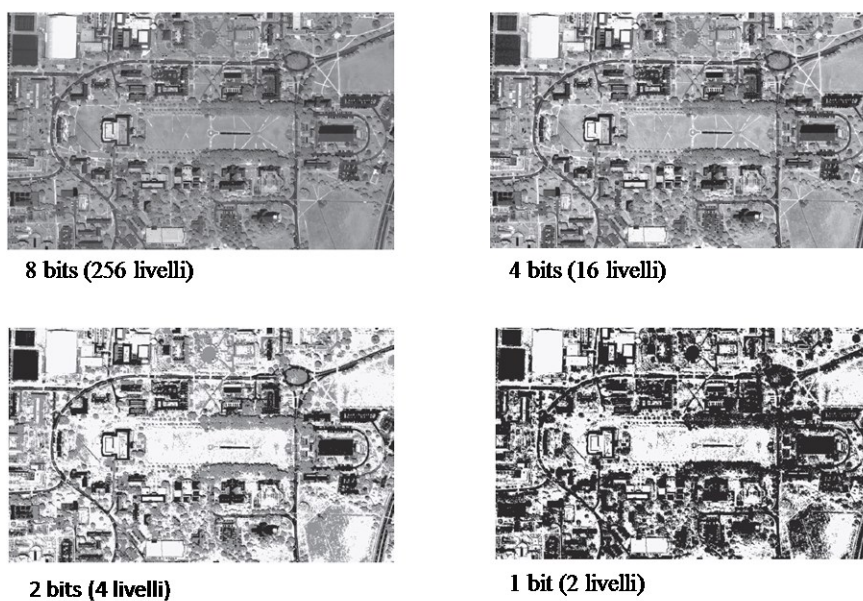 8 bits (256 livelli)
4 bits (16 livelli)
2 bits (4 livelli)
1 bit (2 livelli)